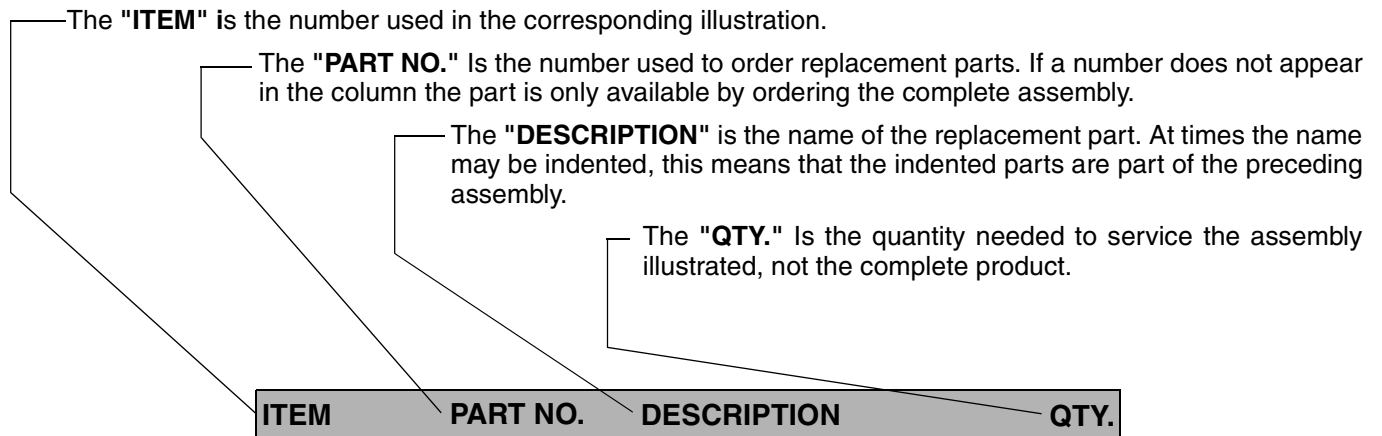 The "ITEM" is the number used in the corresponding illustration.
The "PART NO." Is the number used to order replacement parts. If a number does not appear
in the column the part is only available by ordering the complete assembly.
The "DESCRIPTION" is the name of the replacement part. At times the name
may be indented, this means that the indented parts are part of the preceding
assembly.
The "QTY." Is the quantity needed to service the assembly
illustrated, not the complete product.
ITEM PART NO. DESCRIPTION QTY.